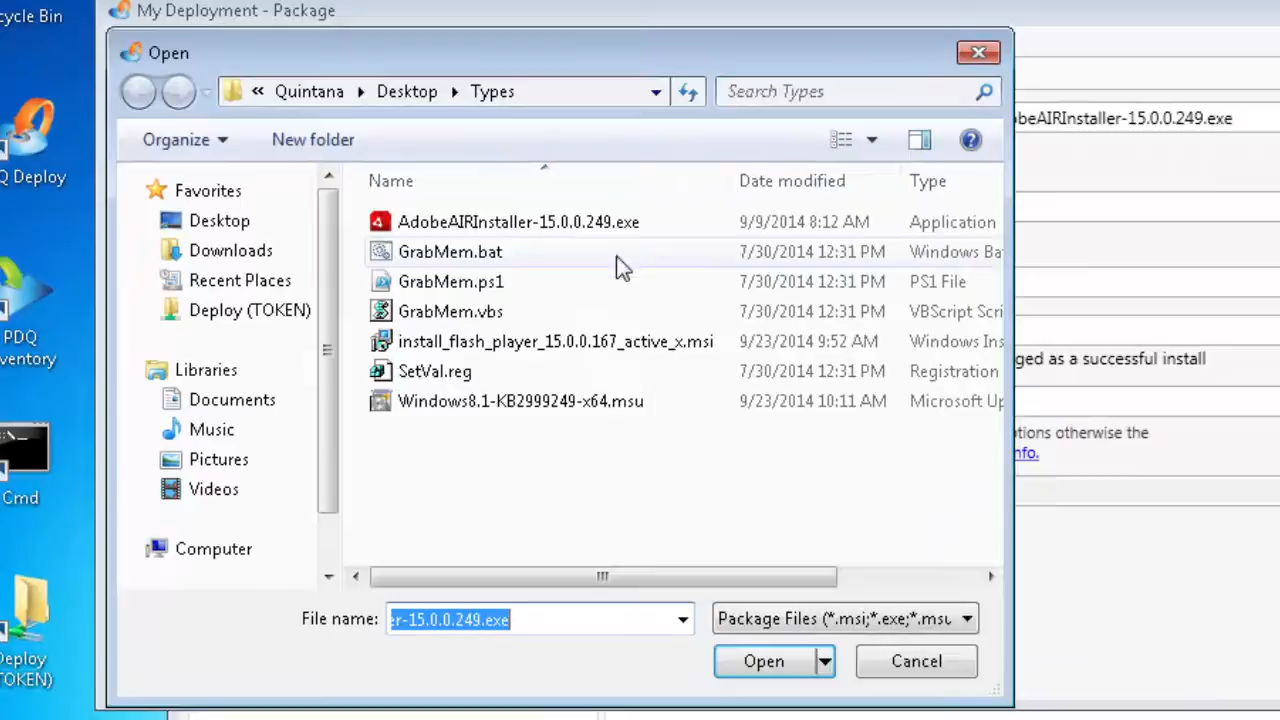 cycle Bin
My Deployment - Package
Open
« Quintana Desktop Types
Search Types
Organize
New folder
beAIRInstaller-15.0.0.249.exe
Q Deploy
Favorites
Desktop
Downloads
Recent Places
Deploy (TOKEN)
Libraries
Documents
Music
Pictures
Videos
Computer
Name Date modified Type
AdobeAIRInstaller-15.0.0.249.exe 9/9/2014 8:12 AM Application
GrabMem.bat 7/30/2014 12:31 PM Windows Ba
GrabMem.ps1 7/30/2014 12:31 PM PS1 File
GrabMem.vbs 7/30/2014 12:31 PM VBScript Scri
install_flash_player_15.0.0.167_active_x.msi 9/23/2014 9:52 AM Windows Ins
SetVal.reg 7/30/2014 12:31 PM Registration
Windows8.1-KB2999249-x64.msu 9/23/2014 10:11 AM Microsoft Up
PDQ
ventory
ged as a successful install
otions otherwise the
nfo.
Cmd
File name: er-15.0.0.249.exe
Package Files (*.msi;*.exe;*.msu
Open
Cancel
Deploy
TOKEN)